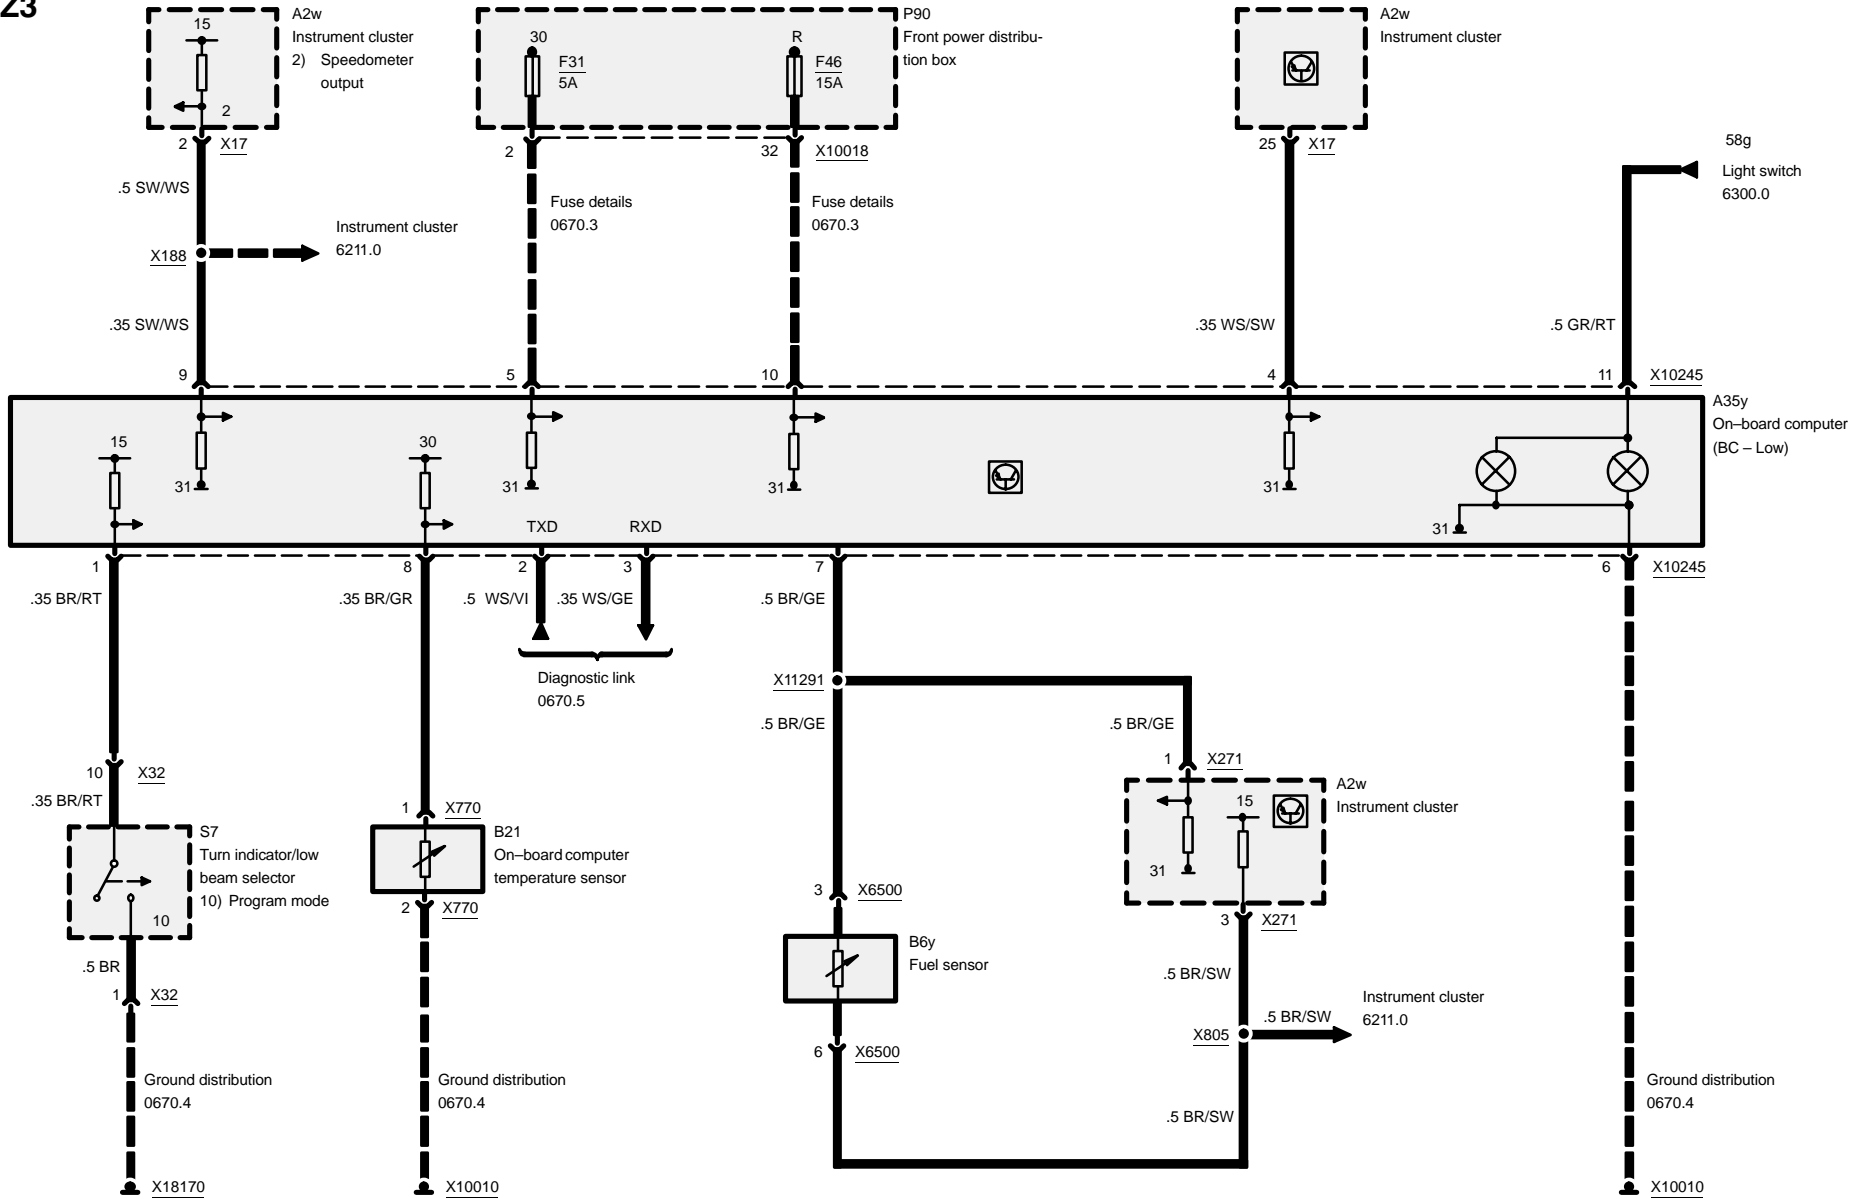 Z3
15
A2w
Instrument cluster
2) Speedometer
output
2
2 X17
.5 SW/WS
X188
Instrument cluster
6211.0
.35 SW/WS
9
30
F31
5A
R
F46
15A
P90
Front power distribu-
tion box
2
32 X10018
Fuse details
0670.3
Fuse details
0670.3
5
10
A2w
Instrument cluster
25 X17
.35 WS/SW
4
58g
Light switch
6300.0
.5 GR/RT
11 X10245
A35y
On–board computer
(BC – Low)
15
31
30
31
31
31
31
TXD
RXD
1
8
2
3
7
6 X10245
.35 BR/RT
.35 BR/GR
.5 WS/VI
.35 WS/GE
.5 BR/GE
Diagnostic link
0670.5
X11291
.5 BR/GE
.5 BR/GE
10 X32
.35 BR/RT
S7
Turn indicator/low
beam selector
10) Program mode
10
.5 BR
1 X32
Ground distribution
0670.4
X18170
1 X770
B21
On–board computer
temperature sensor
2 X770
Ground distribution
0670.4
X10010
3 X6500
B6y
Fuel sensor
6 X6500
1 X271
A2w
Instrument cluster
15
31
3 X271
.5 BR/SW
X805
.5 BR/SW
Instrument cluster
6211.0
.5 BR/SW
Ground distribution
0670.4
X10010